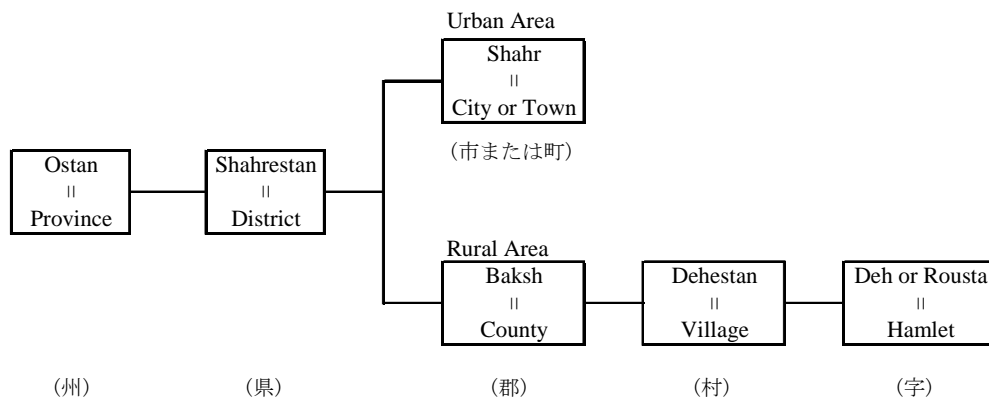 Urban Area
Shahr
=
City or Town
(市または町)
Ostan
=
Province
Shahrestan
=
District
Rural Area
Baksh
=
County
Dehestan
=
Village
Deh or Rousta
=
Hamlet
(州)
(県)
(郡)
(村)
(字)